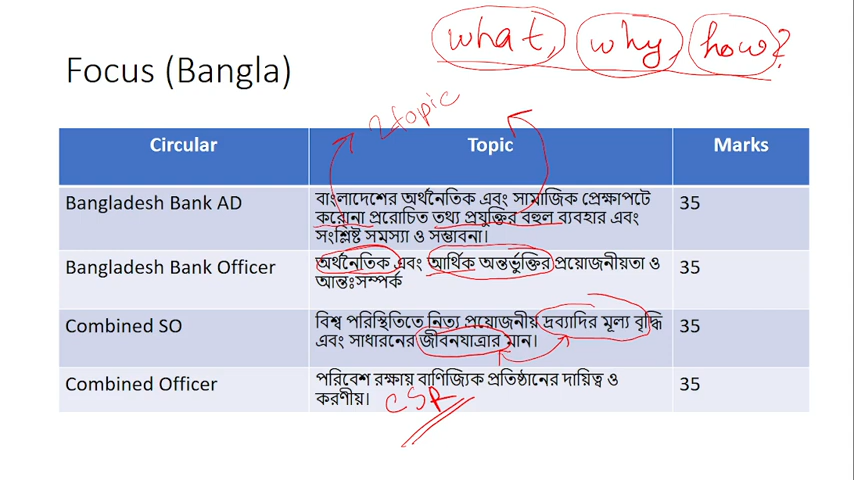 what, why, how?
Focus (Bangla)
2 topic
Circular Topic Marks
Bangladesh Bank AD বাংলাদেশের অর্থনৈতিক এবং সামাজিক প্রেক্ষাপটে 35
করোনা প্ররোচিত তথ্য প্রযুক্তির বহুল ব্যবহার এবং
সংশ্লিষ্ট সমস্যা ও সম্ভাবনা।
Bangladesh Bank Officer অর্থনৈতিক এবং আর্থিক অন্তর্ভুক্তির প্রয়োজনীয়তা ও 35
আন্তঃসম্পর্ক
Combined SO বিশ্ব পরিস্থিতিতে নিত্য প্রয়োজনীয় দ্রব্যাদির মূল্য বৃদ্ধি 35
এবং সাধারনের জীবনযাত্রার মান।
Combined Officer পরিবেশ রক্ষায় বাণিজ্যিক প্রতিষ্ঠানের দায়িত্ব ও 35
করণীয়।
CSR